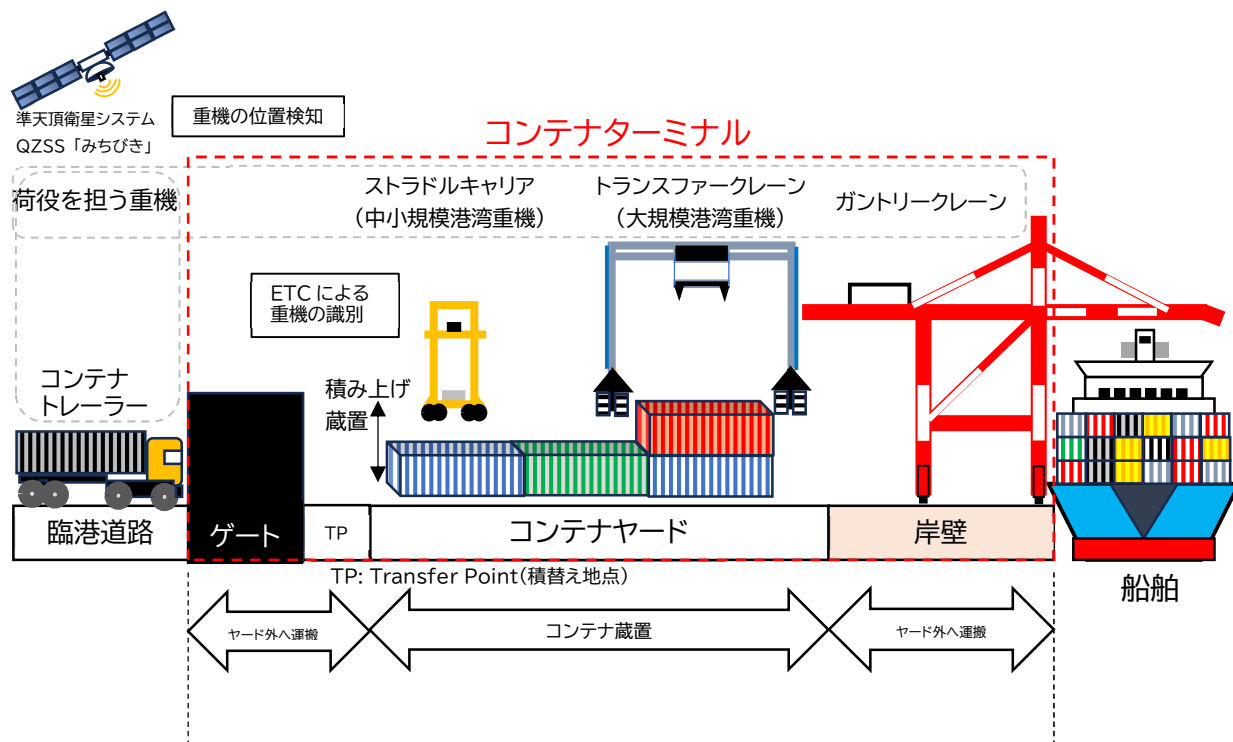 準天頂衛星システム
QZSS「みちびき」
重機の位置検知
コンテナターミナル
荷役を担う重機
ストラドルキャリア
（中小規模港湾重機）
トランスファークレーン
（大規模港湾重機）
ガントリークレーン
ETC による
重機の識別
コンテナ
トレーラー
積み上げ
蔵置
臨港道路
ゲート
TP
コンテナヤード
岸壁
船舶
TP: Transfer Point（積替え地点）
ヤード外へ運搬
コンテナ蔵置
ヤード外へ運搬